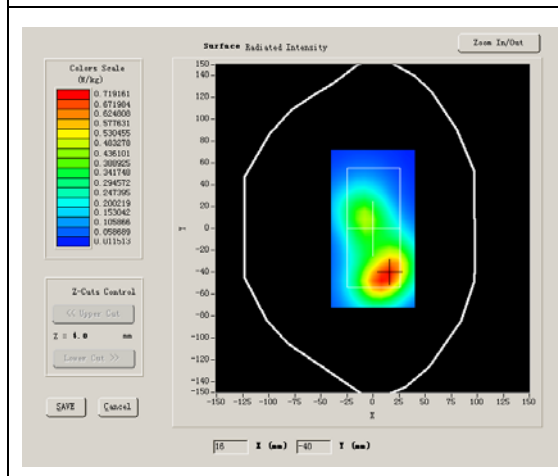 Surface Radiated Intensity
Zoom In/Out
Colors Scale
(W/kg)
0.719161
0.671984
0.624808
0.577631
0.530455
0.483278
0.436101
0.388925
0.341748
0.294572
0.247395
0.200219
0.153042
0.105866
0.058689
0.011513
Z-Cuts Control
<< Upper Cut
Z = 4.0 mm
Lower Cut >>
SAVE
Cancel
150
140
120
100
80
60
40
20
0
-20
-40
-60
-80
-100
-120
-140
-150
Y
-150 -125 -100 -75 -50 -25 0 25 50 75 100 125 150
X
16 X (mm) -40 Y (mm)